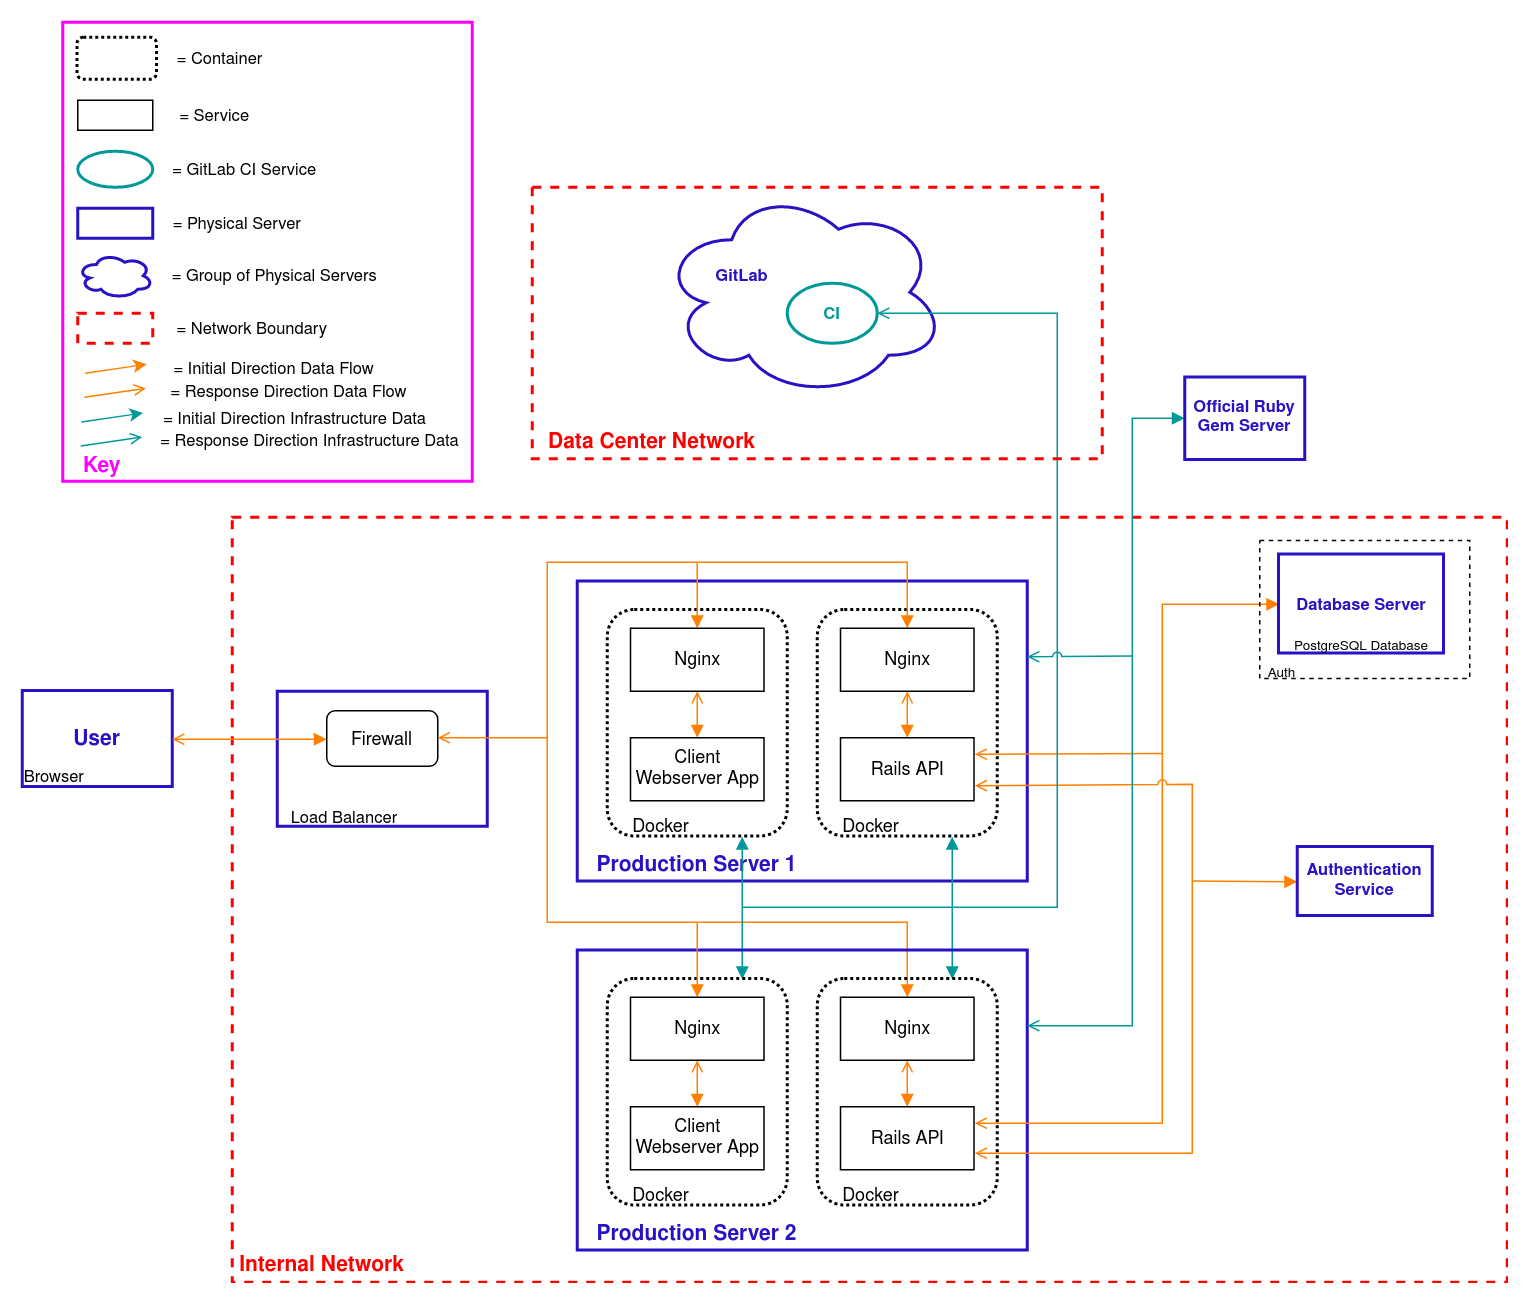 = Container
= Service
= GitLab CI Service
= Physical Server
= Group of Physical Servers
= Network Boundary
= Initial Direction Data Flow
= Response Direction Data Flow
= Initial Direction Infrastructure Data
= Response Direction Infrastructure Data
Key
GitLab
CI
Data Center Network
Official Ruby
Gem Server
Database Server
PostgreSQL Database
Auth
User
Browser
Firewall
Load Balancer
Nginx
Client
Webserver App
Docker
Nginx
Rails API
Docker
Production Server 1
Authentication
Service
Nginx
Client
Webserver App
Docker
Nginx
Rails API
Docker
Production Server 2
Internal Network